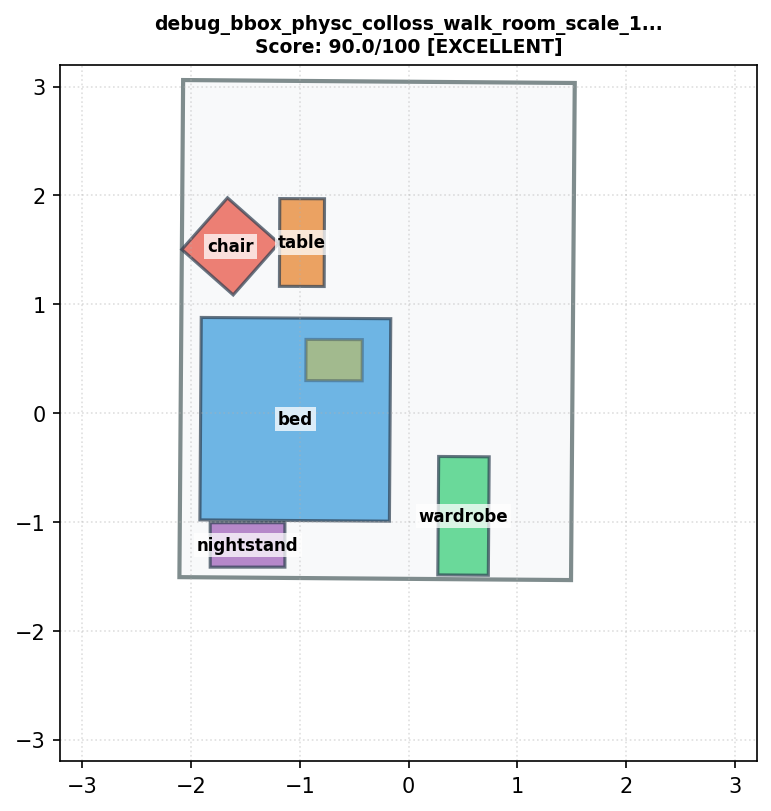 debug_bbox_physc_colloss_walk_room_scale_1...
Score: 90.0/100 [EXCELLENT]
3
2
1
0
−1
−2
−3
chair
table
bed
wardrobe
nightstand
−3 −2 −1 0 1 2 3